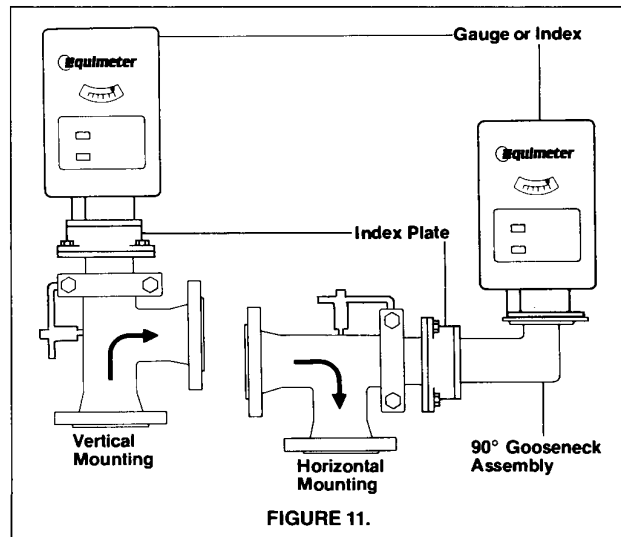 Gauge or Index
Equimeter
Equimeter
Index Plate
Vertical
Mounting
Horizontal
Mounting
90° Gooseneck
Assembly
FIGURE 11.